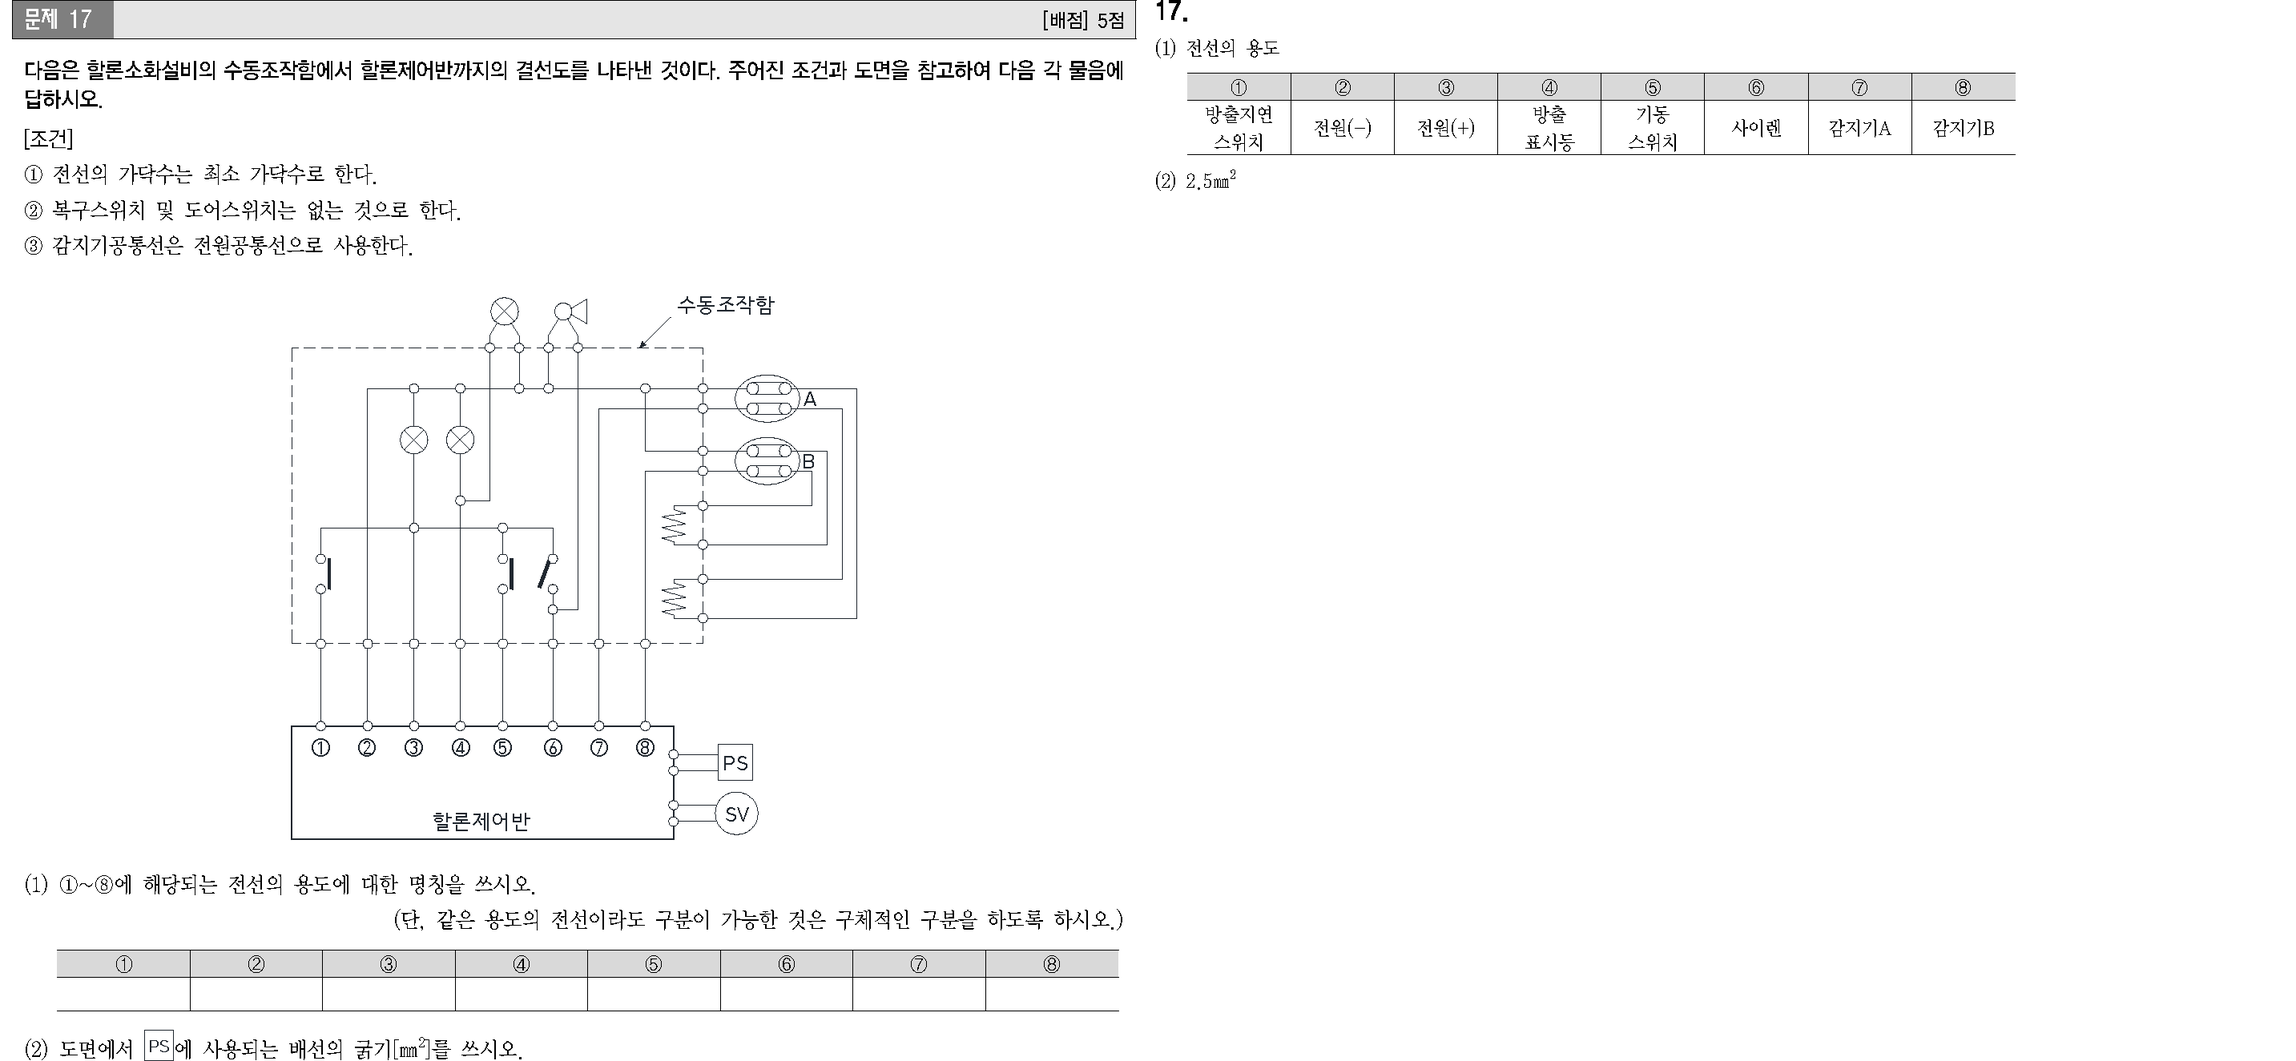 문제 17
[배점] 5점
다음은 할론소화설비의 수동조작함에서 할론제어반까지의 결선도를 나타낸 것이다. 주어진 조건과 도면을 참고하여 다음 각 물음에
답하시오.
[조건]
① 전선의 가닥수는 최소 가닥수로 한다.
② 복구스위치 및 도어스위치는 없는 것으로 한다.
③ 감지기공통선은 전원공통선으로 사용한다.
수동조작함
A
B
① ② ③ ④ ⑤ ⑥ ⑦ ⑧
PS
SV
할론제어반
(1) ①~⑧에 해당되는 전선의 용도에 대한 명칭을 쓰시오.
(단, 같은 용도의 전선이라도 구분이 가능한 것은 구체적인 구분을 하도록 하시오.)
① ② ③ ④ ⑤ ⑥ ⑦ ⑧
(2) 도면에서 PS에 사용되는 배선의 굵기[㎟]를 쓰시오.
17.
(1) 전선의 용도
① ② ③ ④ ⑤ ⑥ ⑦ ⑧
방출지연 스위치 전원(−) 전원(+) 방출 표시등 기동 스위치 사이렌 감지기A 감지기B
(2) 2.5㎟